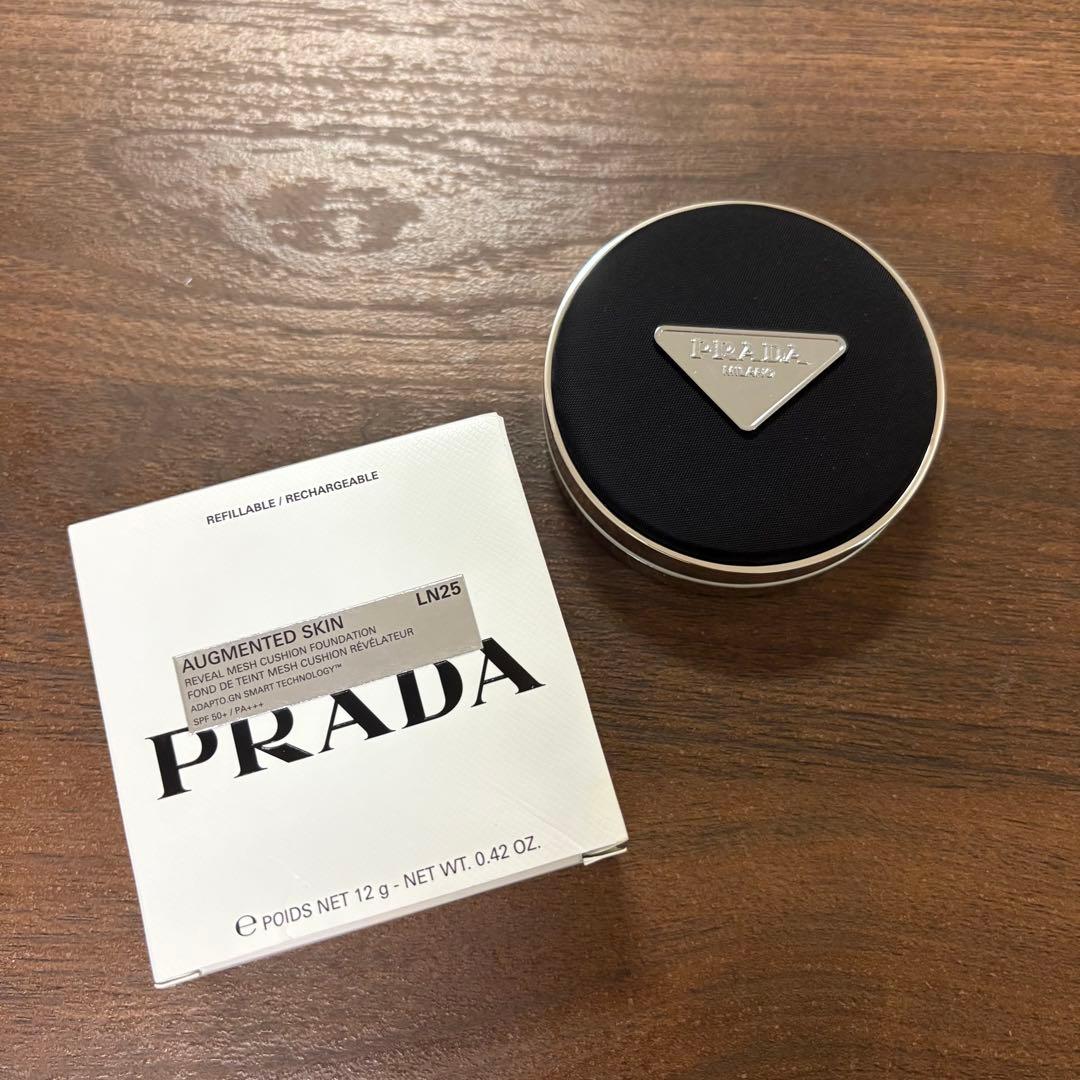 PRADA
MILANO
REFILLABLE / RECHARGEABLE
LN25
AUGMENTED SKIN
REVEAL MESH CUSHION FOUNDATION
FOND DE TEINT MESH CUSHION RÉVÉLATEUR
ADAPTO.GN SMART TECHNOLOGY™
SPF 50+ / PA+++
PRADA
℮ POIDS NET 12 g - NET WT. 0.42 OZ.